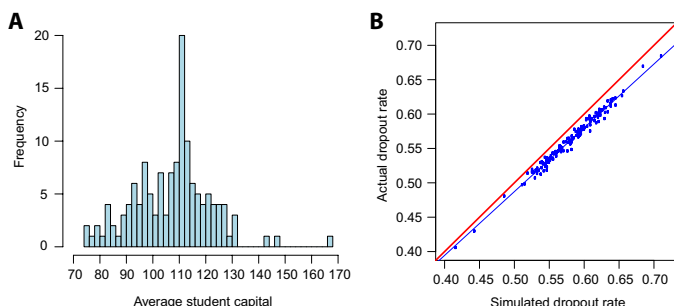 A
20
15
10
5
0
Frequency
70 80 90 100 110 120 130 140 150 160 170
Average student capital
B
0.70
0.65
0.60
0.55
0.50
0.45
0.40
Actual dropout rate
0.40 0.45 0.50 0.55 0.60 0.65 0.70
Simulated dropout rate